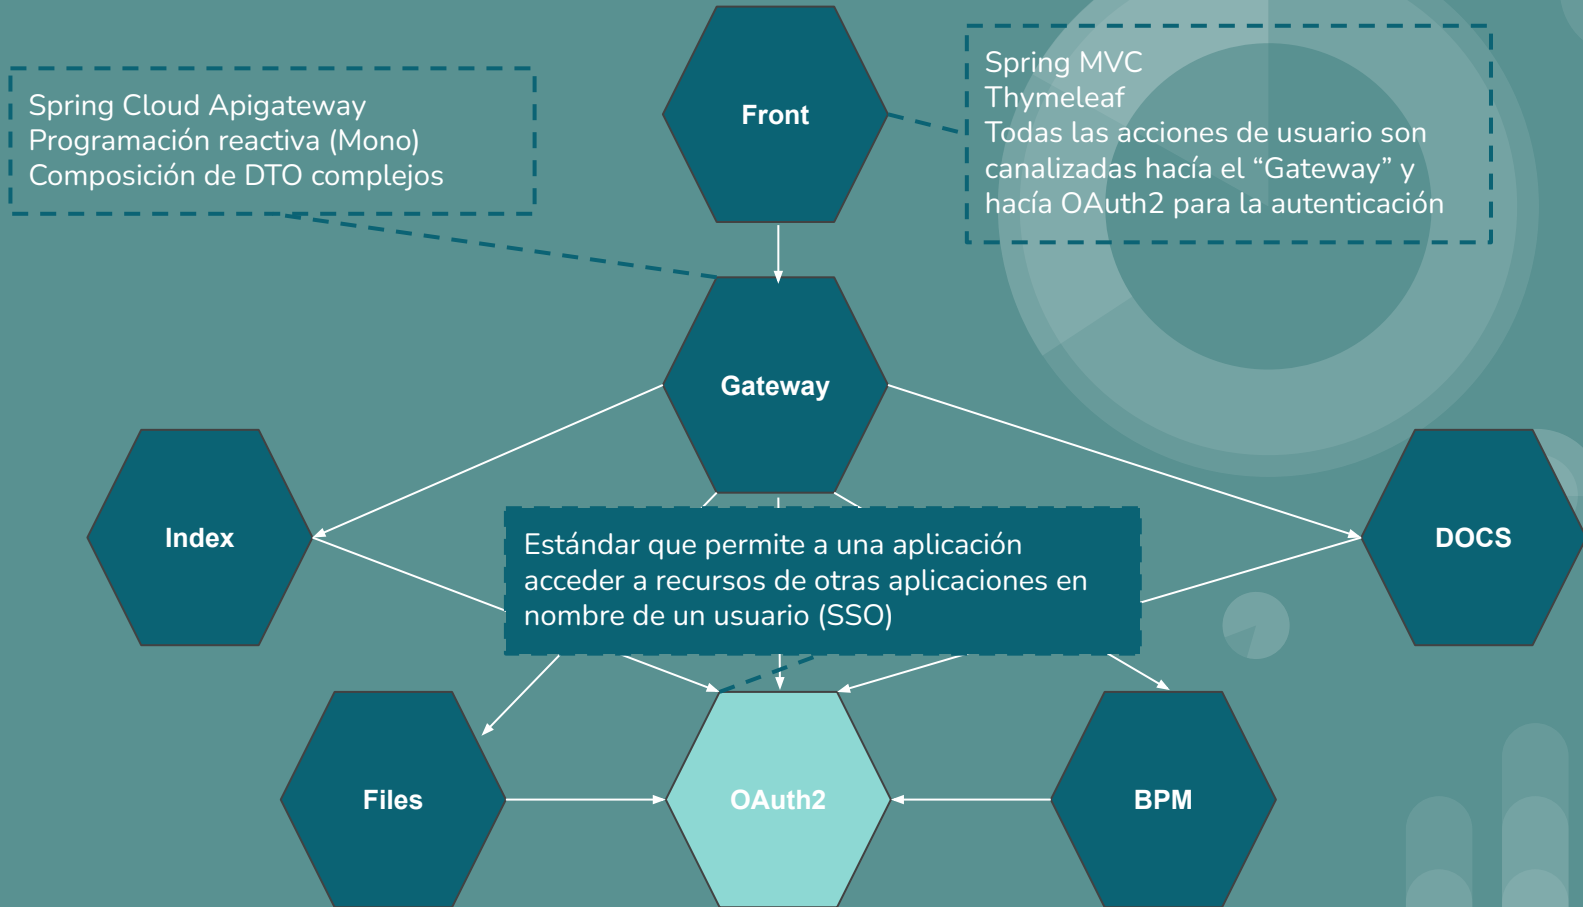 Front
Spring Cloud Apigateway
Programación reactiva (Mono)
Composición de DTO complejos
Spring MVC
Thymeleaf
Todas las acciones de usuario son
canalizadas hacía el “Gateway” y
hacía OAuth2 para la autenticación
Gateway
Index
Estándar que permite a una aplicación
acceder a recursos de otras aplicaciones en
nombre de un usuario (SSO)
DOCS
Files
OAuth2
BPM